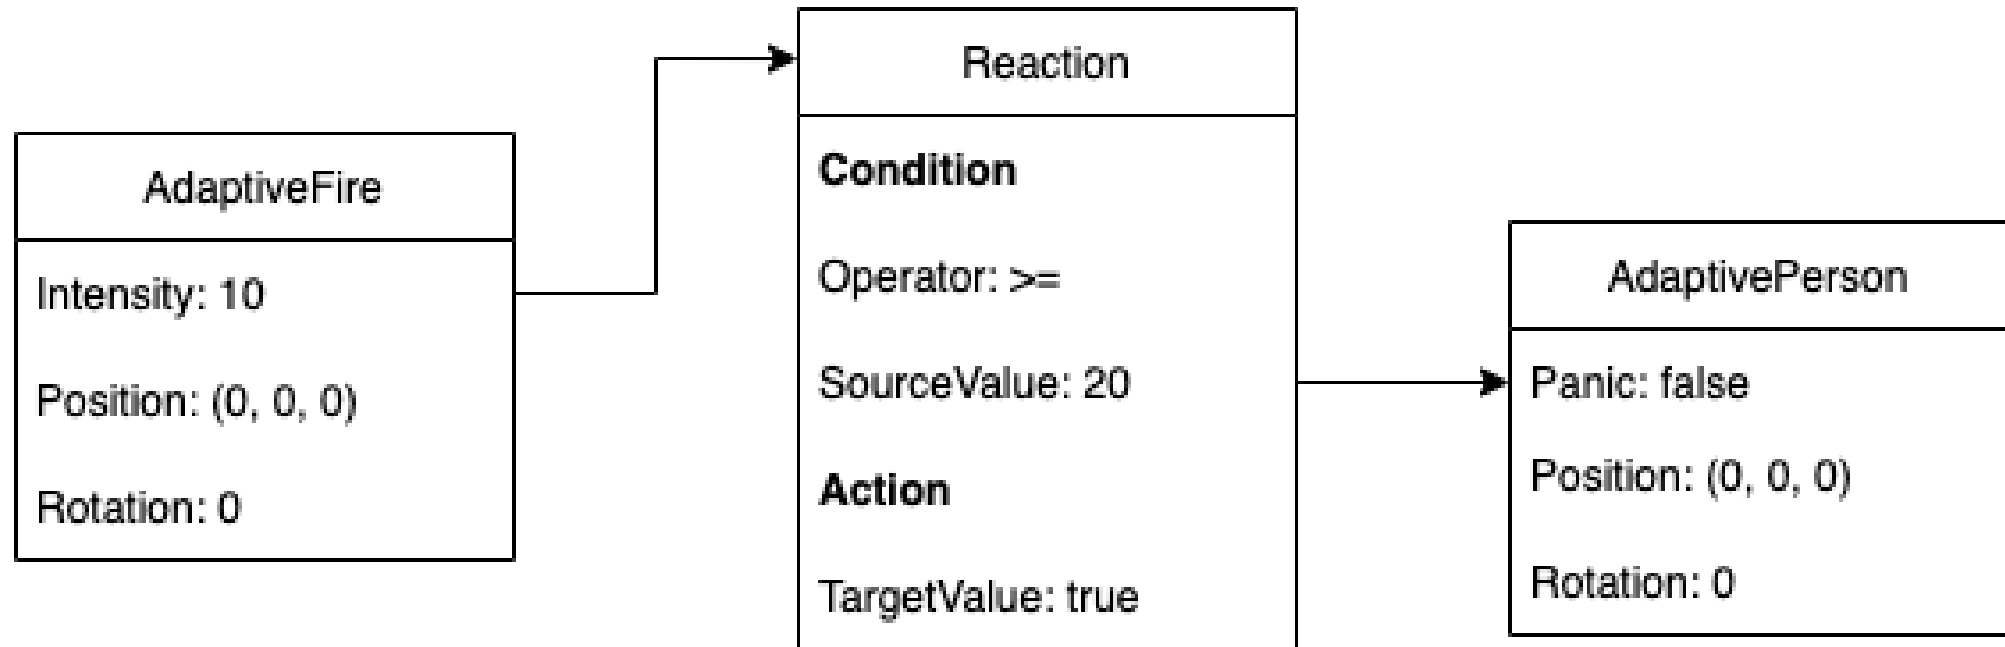 AdaptiveFire
Intensity: 10
Position: (0, 0, 0)
Rotation: 0
Reaction
Condition
Operator: >=
SourceValue: 20
Action
TargetValue: true
AdaptivePerson
Panic: false
Position: (0, 0, 0)
Rotation: 0